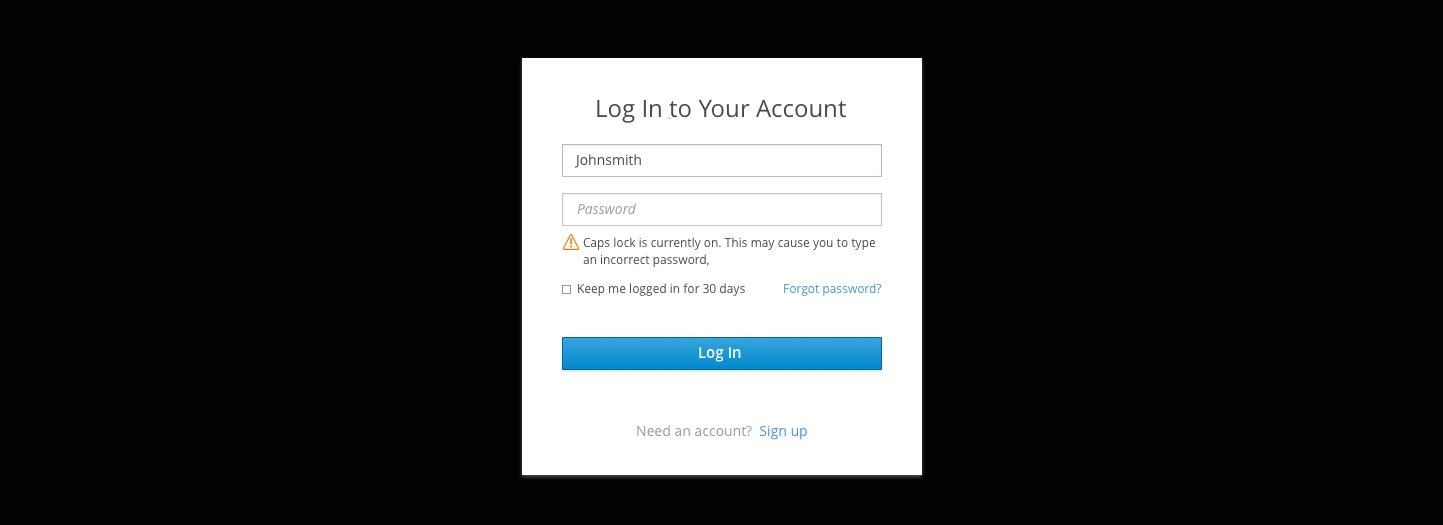 Log In to Your Account
Johnsmith
Password
Caps lock is currently on. This may cause you to type
an incorrect password,
Keep me logged in for 30 days Forgot password?
Log In
Need an account? Sign up